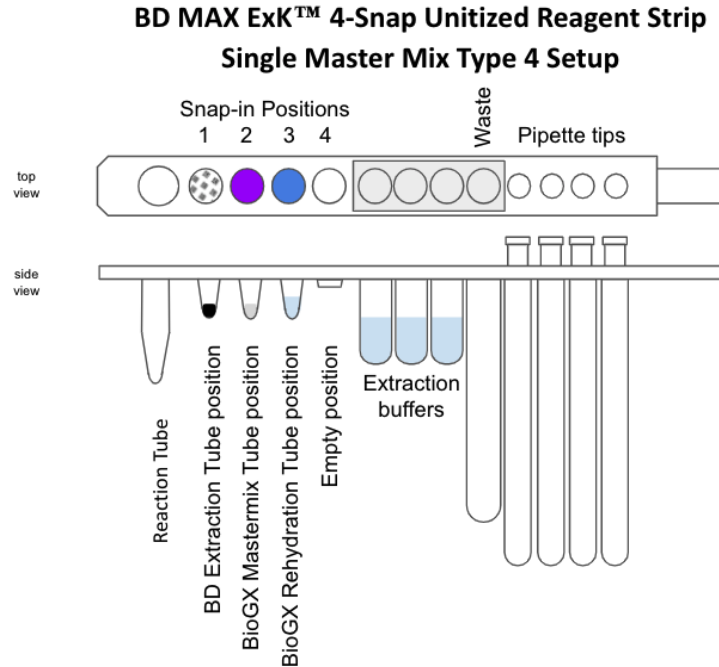 BD MAX ExK™ 4-Snap Unitized Reagent Strip
Single Master Mix Type 4 Setup
Snap-in Positions
1 2 3 4
Waste
Pipette tips
top
view
side
view
Reaction Tube
BD Extraction Tube position
BioGX Mastermix Tube position
BioGX Rehydration Tube position
Empty position
Extraction
buffers